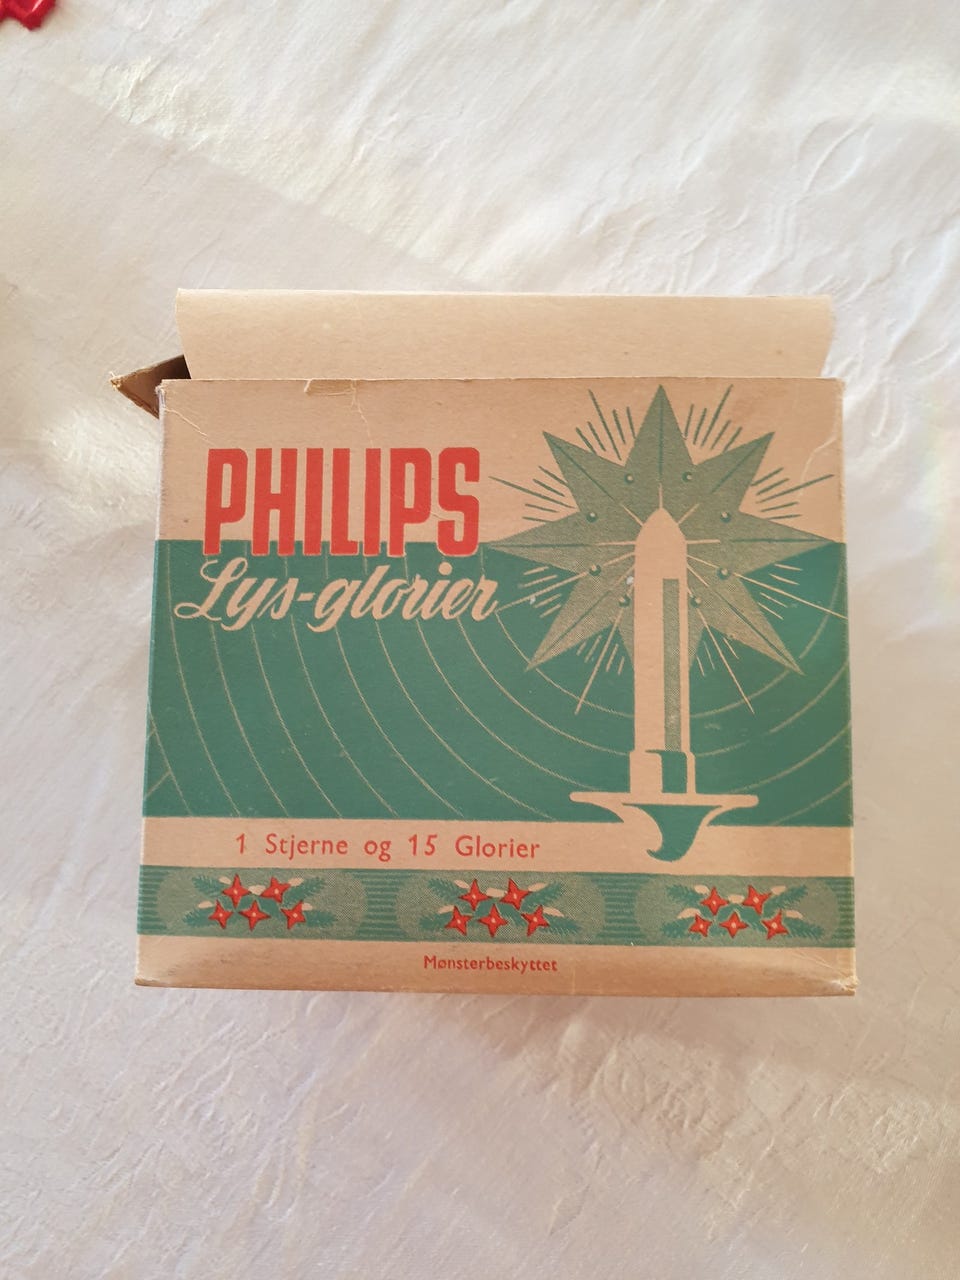 PHILIPS
Lys-glorier
1 Stjerne og 15 Glorier
Mønsterbeskyttet